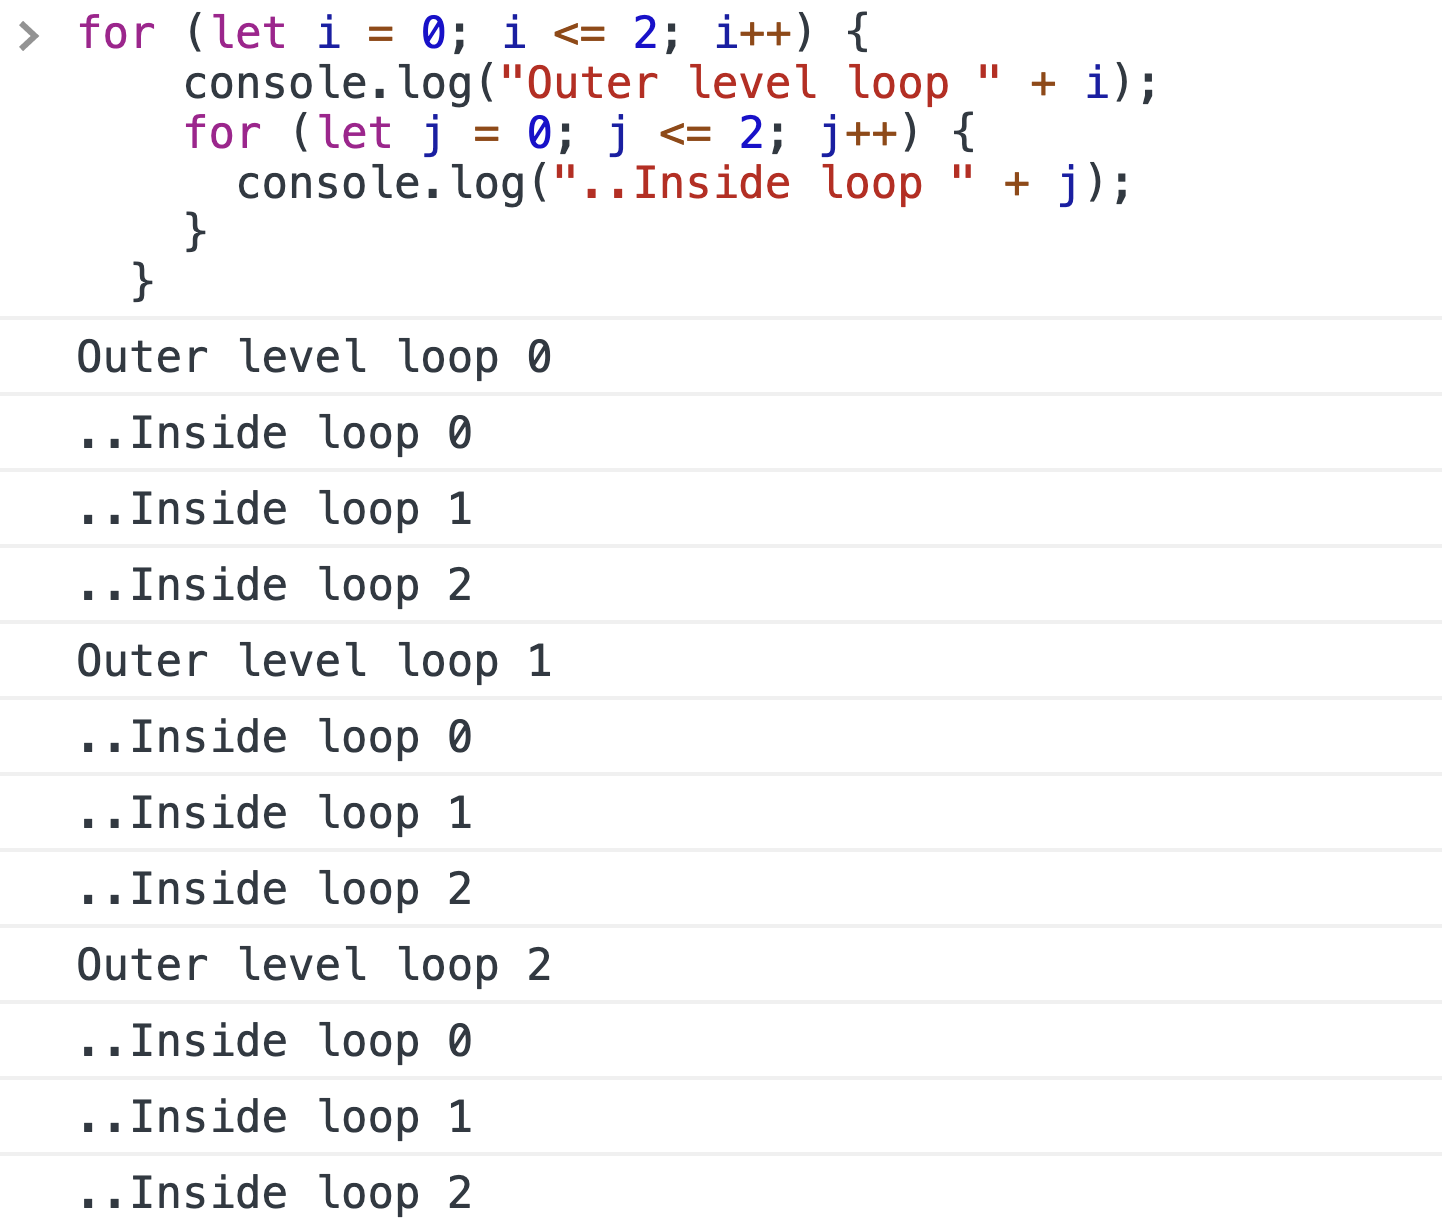 > for (let i = 0; i <= 2; i++) {
console.log("Outer level loop " + i);
for (let j = 0; j <= 2; j++) {
console.log("..Inside loop " + j);
}
}
Outer level loop 0
..Inside loop 0
..Inside loop 1
..Inside loop 2
Outer level loop 1
..Inside loop 0
..Inside loop 1
..Inside loop 2
Outer level loop 2
..Inside loop 0
..Inside loop 1
..Inside loop 2